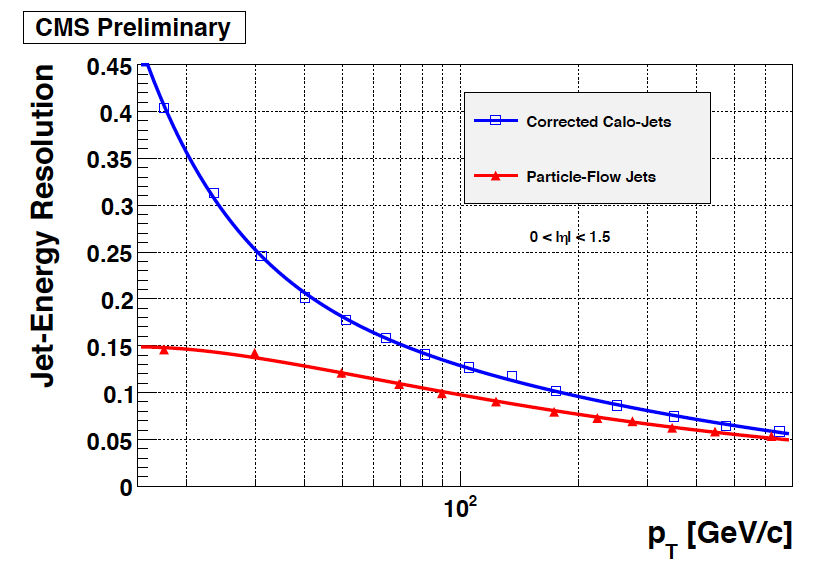 CMS Preliminary
Jet-Energy Resolution
0.45
0.4
0.35
0.3
0.25
0.2
0.15
0.1
0.05
0
Corrected Calo-Jets
Particle-Flow Jets
0 < |η| < 1.5
10²
p_T [GeV/c]